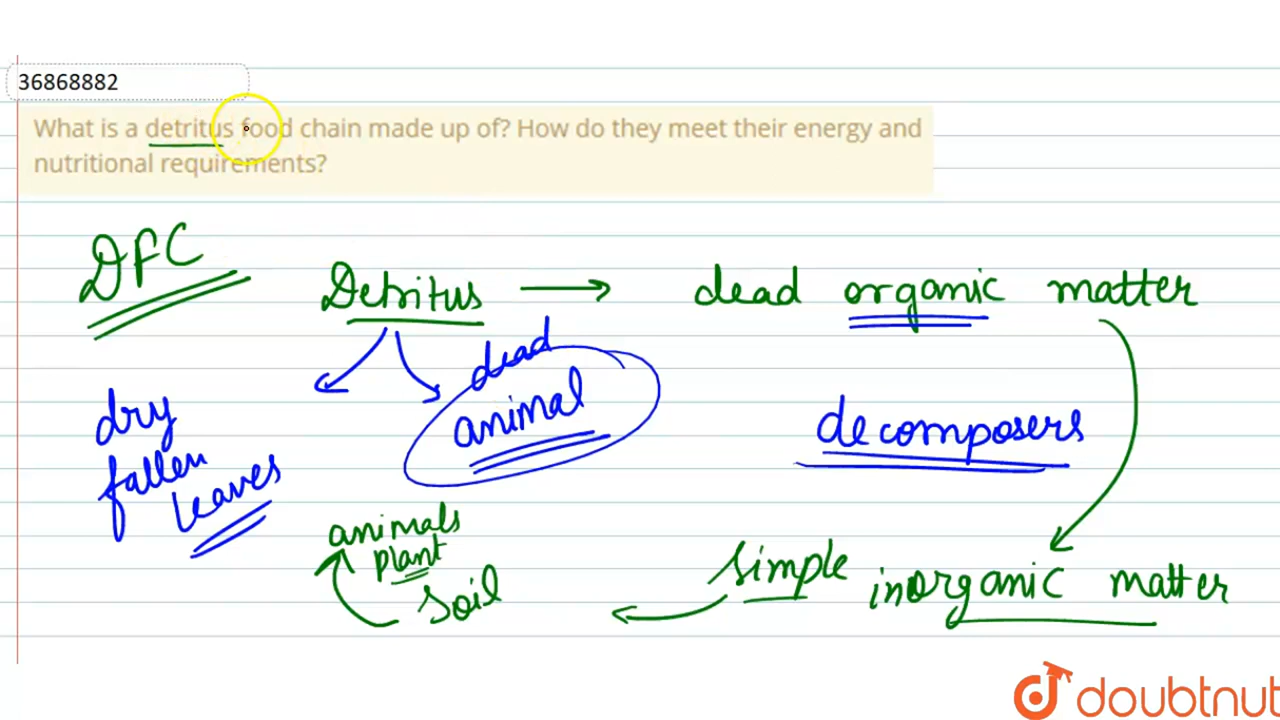 36868882
What is a detritus food chain made up of? How do they meet their energy and
nutritional requirements?
DFC
Detritus → dead organic matter
dead
animal
dry
fallen
leaves
decomposers
animals
plant
soil
simple inorganic matter
doubtnut